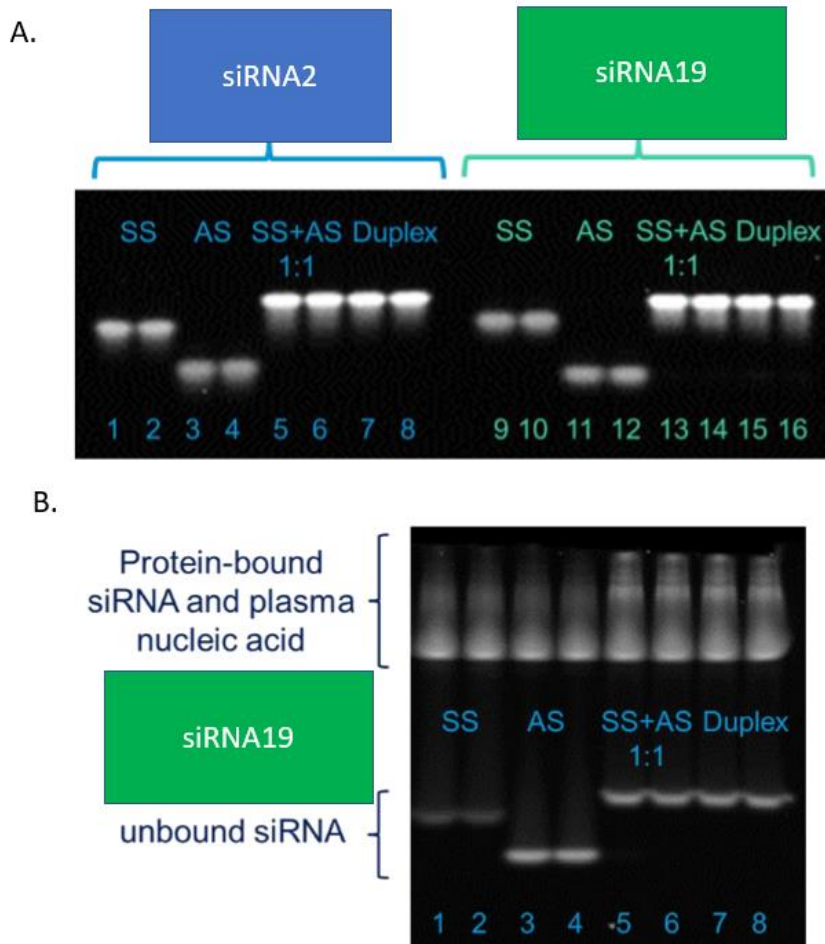 A.
siRNA2
siRNA19
SS AS SS+AS Duplex
1:1
SS AS SS+AS Duplex
1:1
1 2 3 4 5 6 7 8
9 10 11 12 13 14 15 16
B.
Protein-bound
siRNA and plasma
nucleic acid
siRNA19
unbound siRNA
SS AS SS+AS Duplex
1:1
1 2 3 4 5 6 7 8